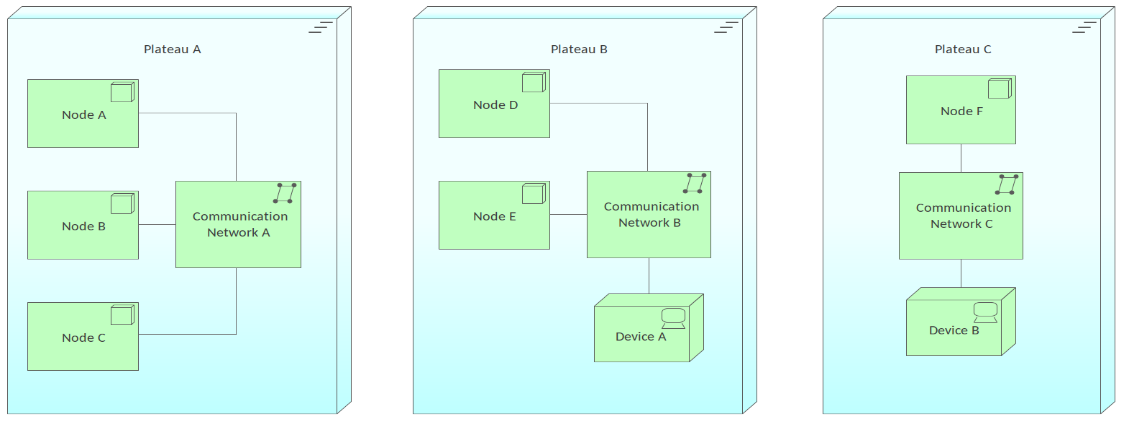 Plateau A
Node A
Node B
Communication
Network A
Node C
Plateau B
Node D
Node E
Communication
Network B
Device A
Plateau C
Node F
Communication
Network C
Device B